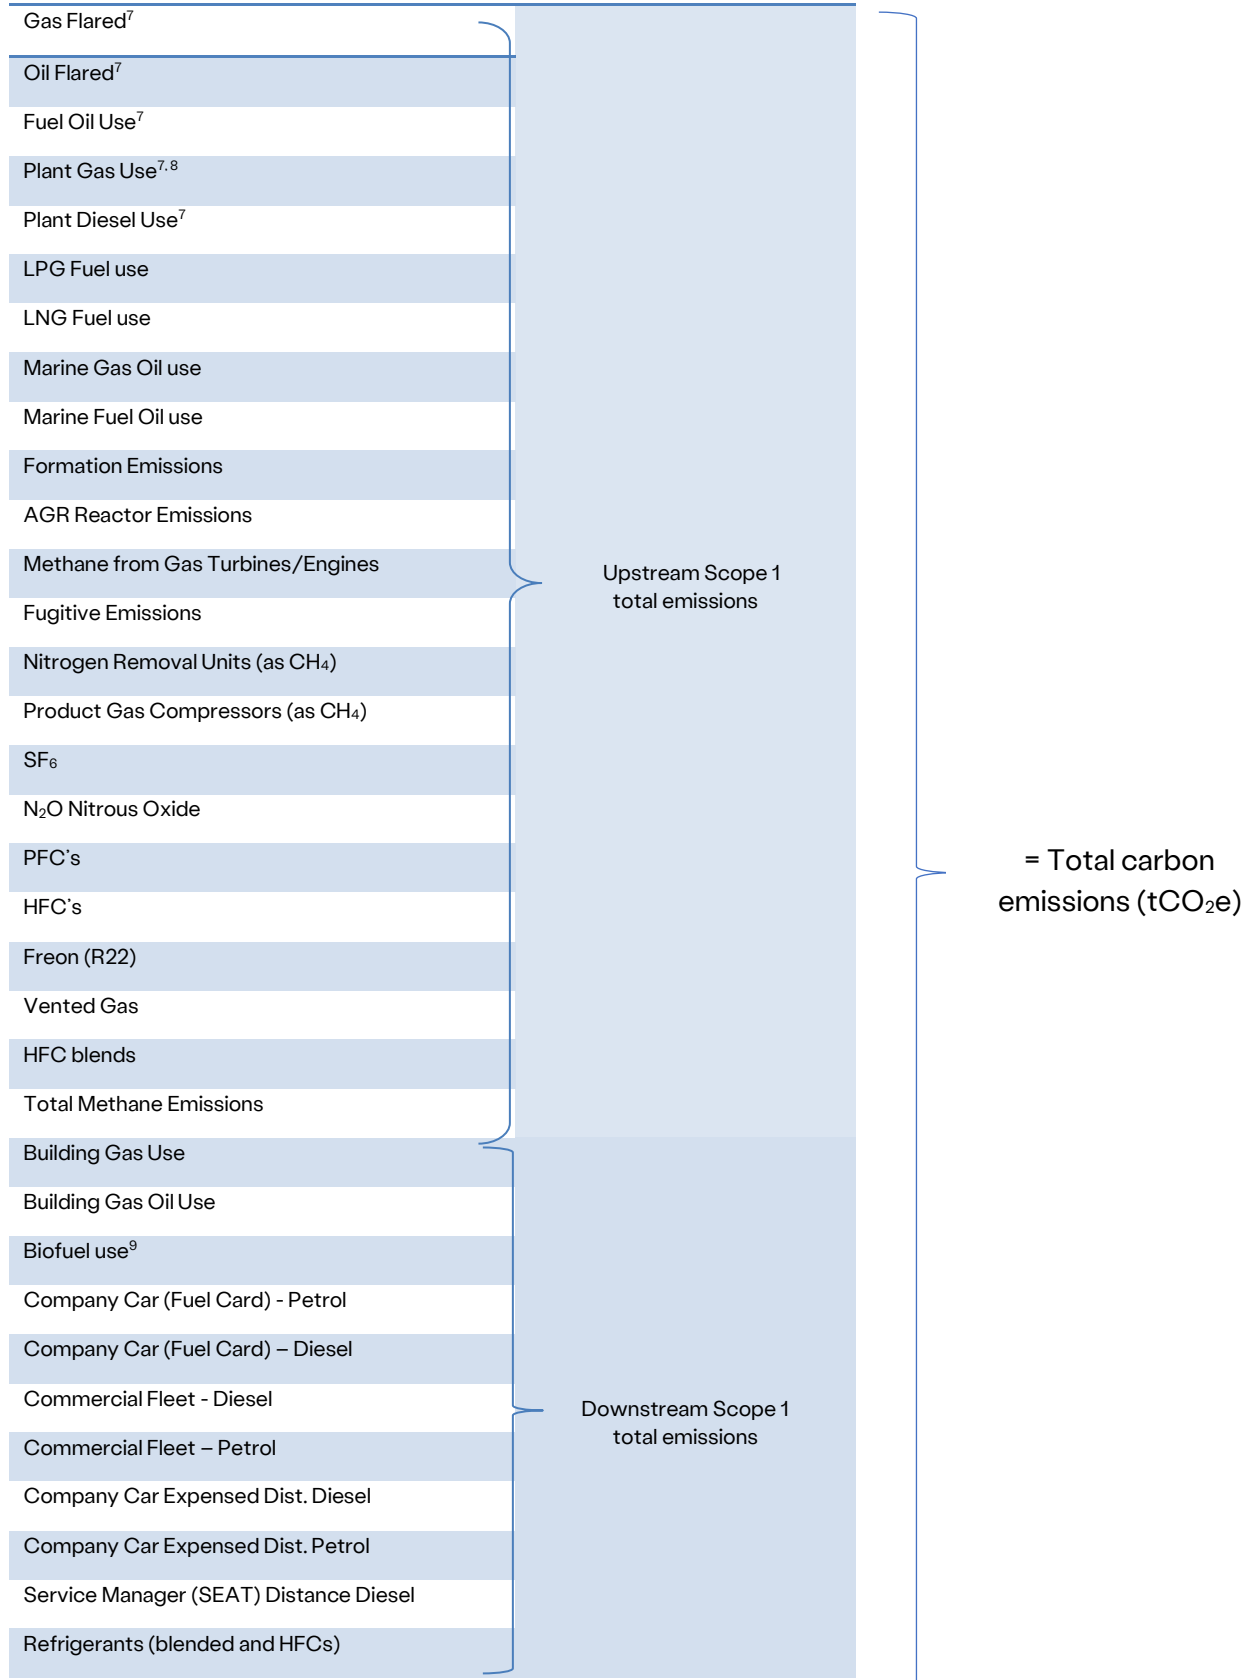 Gas Flared⁷
Oil Flared⁷
Fuel Oil Use⁷
Plant Gas Use⁷,⁸
Plant Diesel Use⁷
LPG Fuel use
LNG Fuel use
Marine Gas Oil use
Marine Fuel Oil use
Formation Emissions
AGR Reactor Emissions
Methane from Gas Turbines/Engines
Fugitive Emissions
Nitrogen Removal Units (as CH₄)
Product Gas Compressors (as CH₄)
SF₆
N₂O Nitrous Oxide
PFC's
HFC's
Freon (R22)
Vented Gas
HFC blends
Total Methane Emissions
Upstream Scope 1
total emissions
Building Gas Use
Building Gas Oil Use
Biofuel use⁹
Company Car (Fuel Card) - Petrol
Company Car (Fuel Card) – Diesel
Commercial Fleet - Diesel
Commercial Fleet – Petrol
Company Car Expensed Dist. Diesel
Company Car Expensed Dist. Petrol
Service Manager (SEAT) Distance Diesel
Refrigerants (blended and HFCs)
Downstream Scope 1
total emissions
= Total carbon
emissions (tCO₂e)